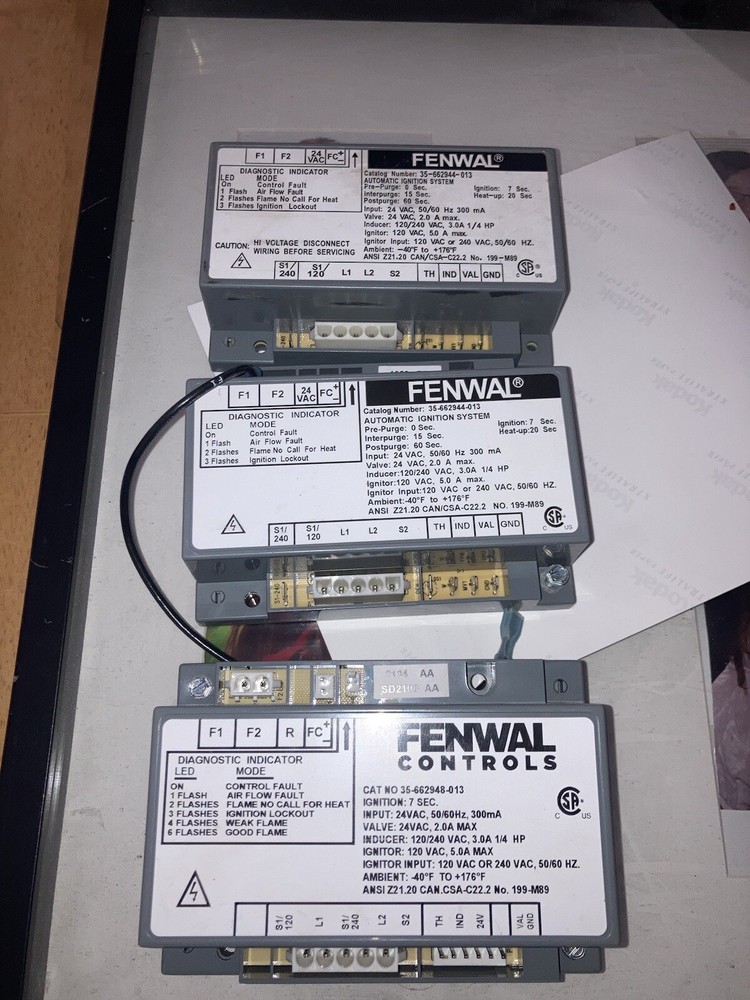 F1 F2 24 VAC FC + -
FENWAL®
DIAGNOSTIC INDICATOR
LED MODE
On Control Fault
1 Flash Air Flow Fault
2 Flashes Flame No Call For Heat
3 Flashes Ignition Lockout
Catalog Number: 35-662944-013
AUTOMATIC IGNITION SYSTEM
Pre-Purge: 0 Sec. Ignition: 7 Sec.
Interpurge: 15 Sec. Heat-up: 20 Sec
Postpurge: 60 Sec.
Input: 24 VAC, 50/60 Hz 300 mA
Valve: 24 VAC, 2.0 A max.
Inducer: 120/240 VAC, 3.0A 1/4 HP
Ignitor: 120 VAC, 5.0 A max.
Ignitor Input: 120 VAC or 240 VAC, 50/60 HZ.
Ambient: -40°F to +176°F
ANSI Z21.20 CAN/CSA-C22.2 No. 199-M89
CAUTION: HI VOLTAGE DISCONNECT
WIRING BEFORE SERVICING
S1/240 S1/120 L1 L2 S2 TH IND VAL GND
C US
F1 F2 24 VAC FC + -
FENWAL®
DIAGNOSTIC INDICATOR
LED MODE
On Control Fault
1 Flash Air Flow Fault
2 Flashes Flame No Call For Heat
3 Flashes Ignition Lockout
Catalog Number: 35-662944-013
AUTOMATIC IGNITION SYSTEM
Pre-Purge: 0 Sec. Ignition:7 Sec.
Interpurge: 15 Sec. Heat-up:20 Sec
Postpurge: 60 Sec.
Input: 24 VAC, 50/60 Hz 300 mA
Valve: 24 VAC, 2.0 A max.
Inducer:120/240 VAC, 3.0A 1/4 HP
Ignitor:120 VAC, 5.0 A max.
Ignitor Input:120 VAC or 240 VAC, 50/60 HZ.
Ambient:-40°F to +176°F
ANSI Z21.20 CAN/CSA-C22.2 NO. 199-M89
S1/240 S1/120 L1 L2 S2 TH IND VAL GND
C US
S1-240
AA
AA
F1 F2 R FC + -
FENWAL
CONTROLS
DIAGNOSTIC INDICATOR
LED MODE
ON CONTROL FAULT
1 FLASH AIR FLOW FAULT
2 FLASHES FLAME NO CALL FOR HEAT
3 FLASHES IGNITION LOCKOUT
4 FLASHES WEAK FLAME
6 FLASHES GOOD FLAME
CAT NO 35-662948-013
IGNITION: 7 SEC.
INPUT: 24VAC, 50/60Hz, 300mA
VALVE: 24VAC, 2.0A MAX
INDUCER: 120/240 VAC, 3.0A 1/4 HP
IGNITOR: 120 VAC, 5.0A MAX
IGNITOR INPUT: 120 VAC OR 240 VAC, 50/60 HZ.
AMBIENT: -40°F TO +176°F
ANSI Z21.20 CAN.CSA-C22.2 No. 199-M89
C US
S1/120 L1 S1/240 L2 S2 TH IND 24V VAL GND
Kodak
Kodak